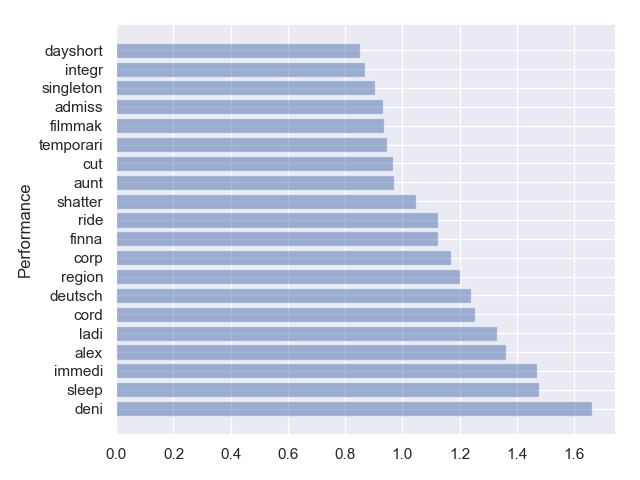 dayshort
integr
singleton
admiss
filmmak
temporari
cut
aunt
shatter
ride
finna
corp
region
deutsch
cord
ladi
alex
immedi
sleep
deni
Performance
0.0 0.2 0.4 0.6 0.8 1.0 1.2 1.4 1.6